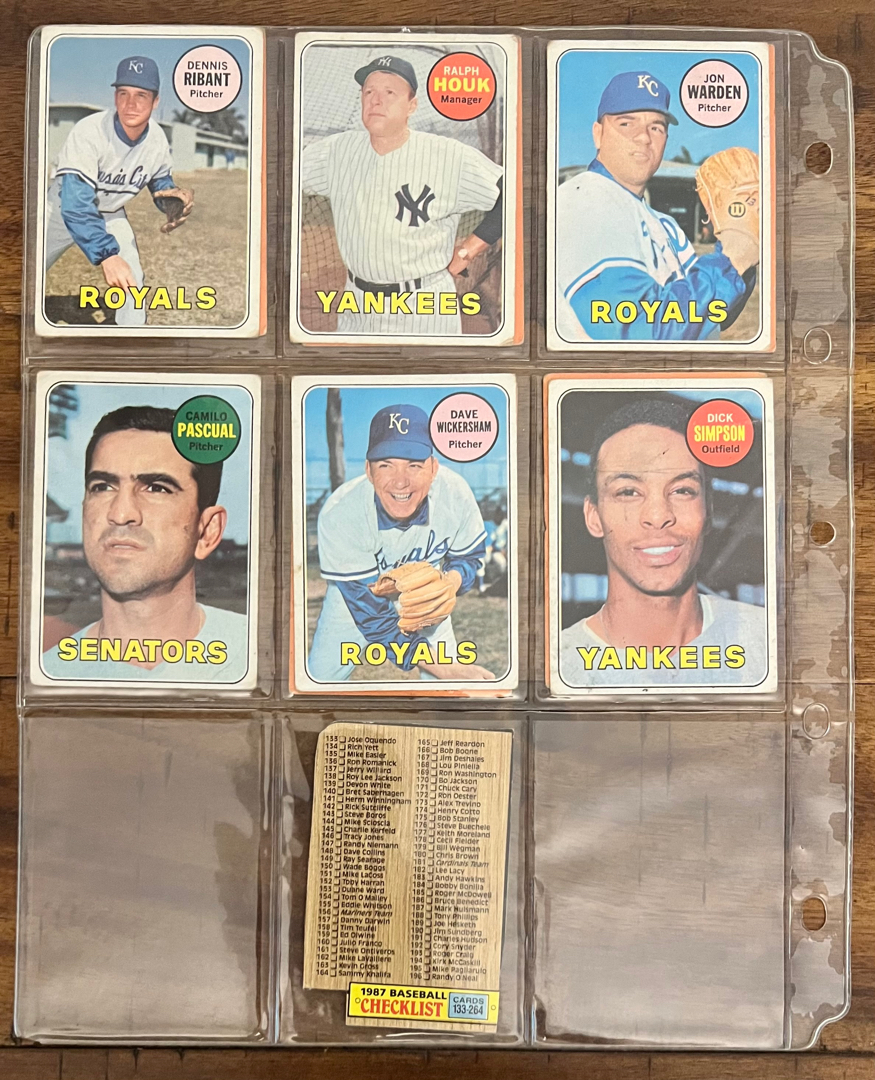 DENNIS
RIBANT
Pitcher
KC
ROYALS
RALPH
HOUK
Manager
NY
NY
YANKEES
JON
WARDEN
Pitcher
KC
ROYALS
CAMILO
PASCUAL
Pitcher
SENATORS
DAVE
WICKERSHAM
Pitcher
KC
ROYALS
DICK
SIMPSON
Outfield
YANKEES
133 Jose Oquendo
134 Rich Yett
135 Mike Easler
136 Ron Romanick
137 Jerry Willard
138 Roy Lee Jackson
139 Devon White
140 Bret Saberhagen
141 Herm Winningham
142 Rick Sutcliffe
143 Steve Boros
144 Mike Scioscia
145 Charlie Kerfeld
146 Tracy Jones
147 Randy Niemann
148 Dave Collins
149 Ray Searage
150 Wade Boggs
151 Mike LaCoss
152 Toby Harrah
153 Duane Ward
154 Tom O'Malley
155 Eddie Whitson
156 Mariners Team
157 Danny Darwin
158 Tim Teufel
159 Ed Olwine
160 Julio Franco
161 Steve Ontiveros
162 Mike LaValliere
163 Kevin Gross
164 Sammy Khalifa
165 Jeff Reardon
166 Bob Boone
167 Jim Deshaies
168 Lou Piniella
169 Ron Washington
170 Bo Jackson
171 Chuck Cary
172 Ron Oester
173 Alex Trevino
174 Henry Cotto
175 Bob Stanley
176 Steve Buechele
177 Keith Moreland
178 Cecil Fielder
179 Bill Wegman
180 Chris Brown
181 Cardinals Team
182 Lee Lacy
183 Andy Hawkins
184 Bobby Bonilla
185 Roger McDowell
186 Bruce Benedict
187 Mark Huismann
188 Tony Phillips
189 Joe Hesketh
190 Jim Sundberg
191 Charles Hudson
192 Cory Snyder
193 Roger Craig
194 Kirk McCaskill
195 Mike Pagliarulo
196 Randy O'Neal
1987 BASEBALL
CHECKLIST
CARDS
133-264